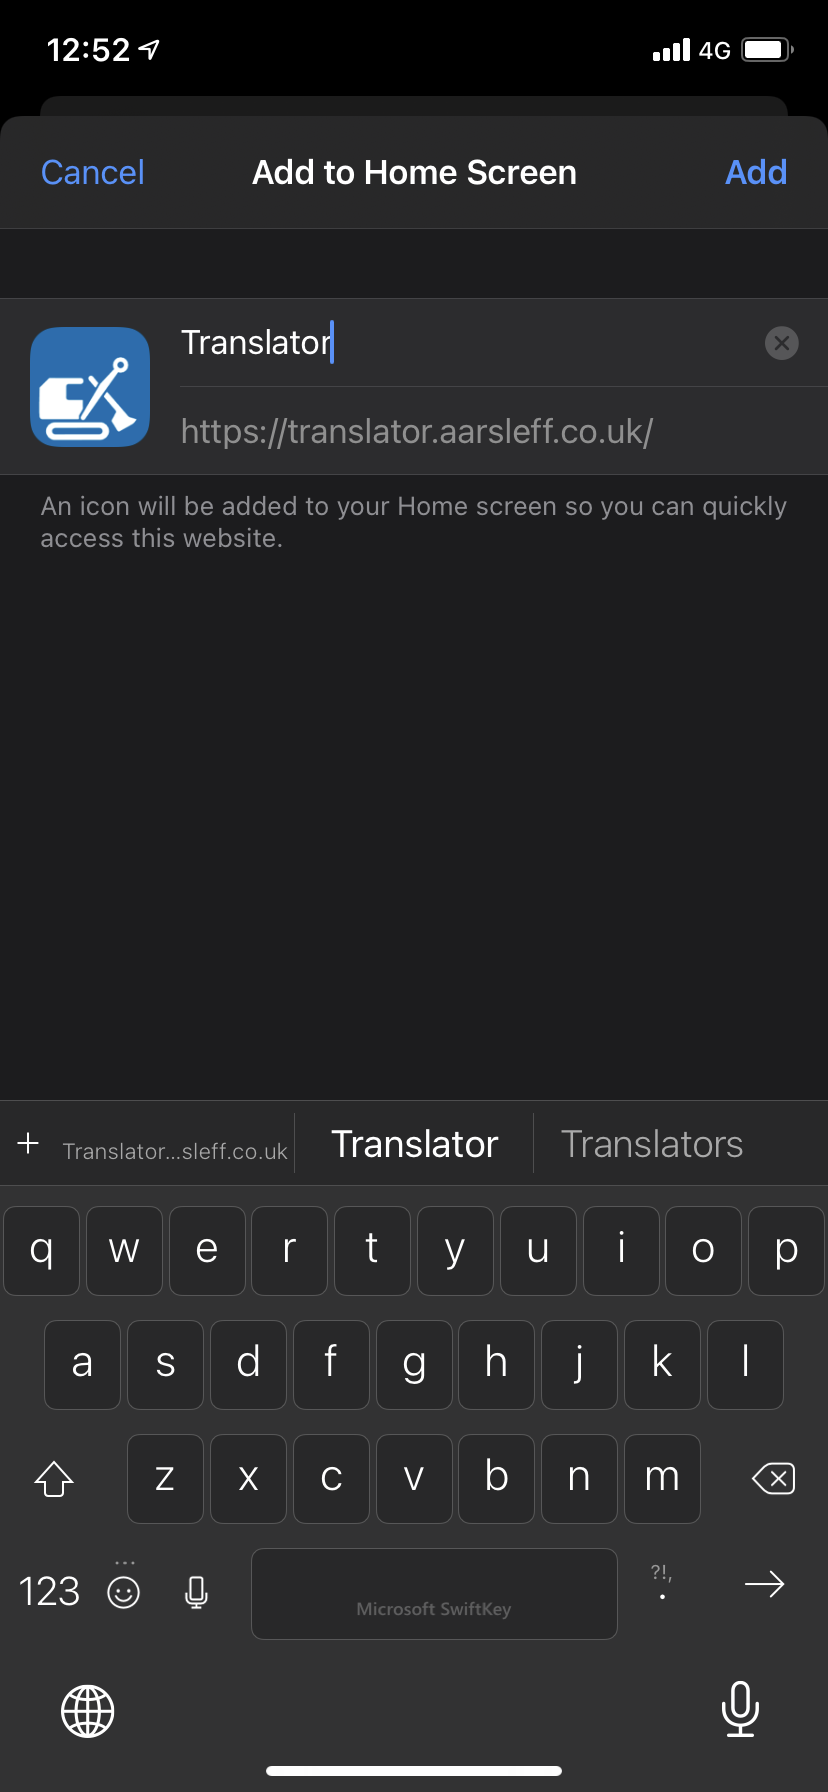 12:52 4G
Cancel Add to Home Screen Add
Translator
https://translator.aarsleff.co.uk/
An icon will be added to your Home screen so you can quickly
access this website.
+ Translator...sleff.co.uk Translator Translators
q w e r t y u i o p
a s d f g h j k l
z x c v b n m
123 ?!, .
Microsoft SwiftKey